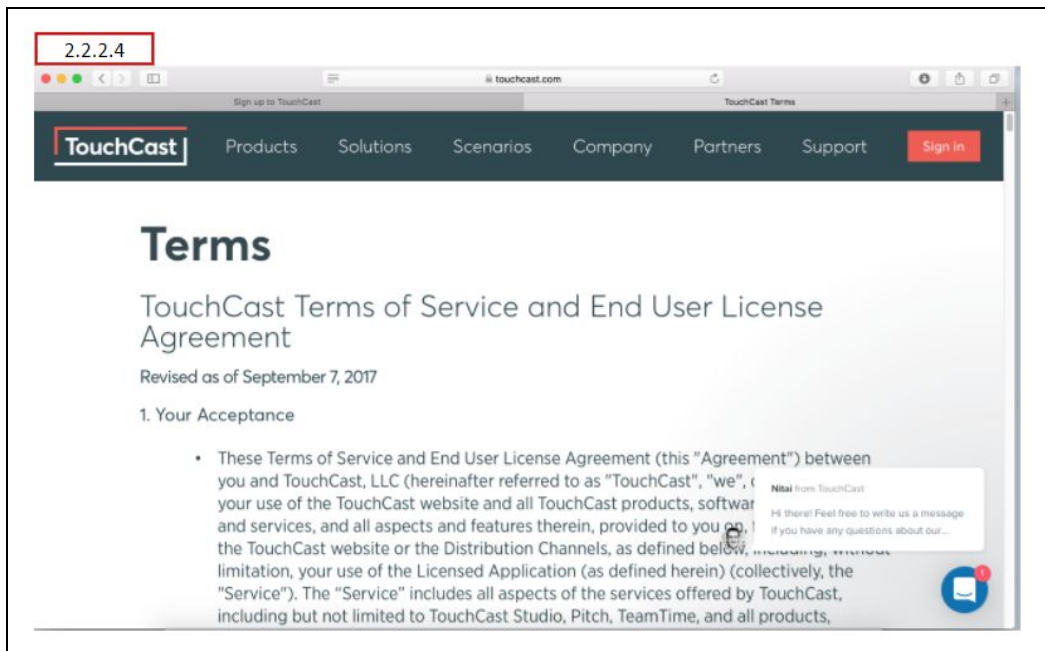 2.2.2.4
touchcast.com
Sign up to TouchCast
TouchCast Terms
TouchCast
Products
Solutions
Scenarios
Company
Partners
Support
Sign in
Terms
TouchCast Terms of Service and End User License
Agreement
Revised as of September 7, 2017
1. Your Acceptance
• These Terms of Service and End User License Agreement (this "Agreement") between
you and TouchCast, LLC (hereinafter referred to as "TouchCast", "we",
your use of the TouchCast website and all TouchCast products,
and services, and all aspects and features therein, provided to you on,
the TouchCast website or the Distribution Channels, as defined below, including, without
limitation, your use of the Licensed Application (as defined herein) (collectively, the
"Service"). The "Service" includes all aspects of the services offered by TouchCast,
including but not limited to TouchCast Studio, Pitch, TeamTime, and all products,
Nitai from TouchCast
Hi there! Feel free to write us a message
if you have any questions about our...
1